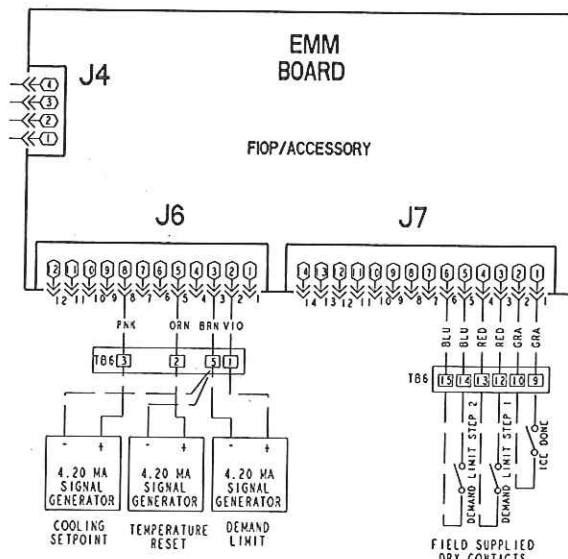 EMM
BOARD
J4
4
3
2
1
FIOP/ACCESSORY
J6
J7
12 11 10 9 8 7 6 5 4 3 2 1
12 11 10 9 8 7 6 5 4 3 2 1
14 13 12 11 10 9 8 7 6 5 4 3 2 1
14 13 12 11 10 9 8 7 6 5 4 3 2 1
PNK ORN BRN VIO
BLU BLU RED RED GRA GRA
TB6 3 2 5 1
TB6 15 14 13 12 10 9
DEMAND LIMIT STEP 2
DEMAND LIMIT STEP 1
ICE DONE
- + - + - +
4.20 MA
SIGNAL
GENERATOR
4.20 MA
SIGNAL
GENERATOR
4.20 MA
SIGNAL
GENERATOR
COOLING
SETPOINT
TEMPERATURE
RESET
DEMAND
LIMIT
FIELD SUPPLIED
DRY CONTACTS